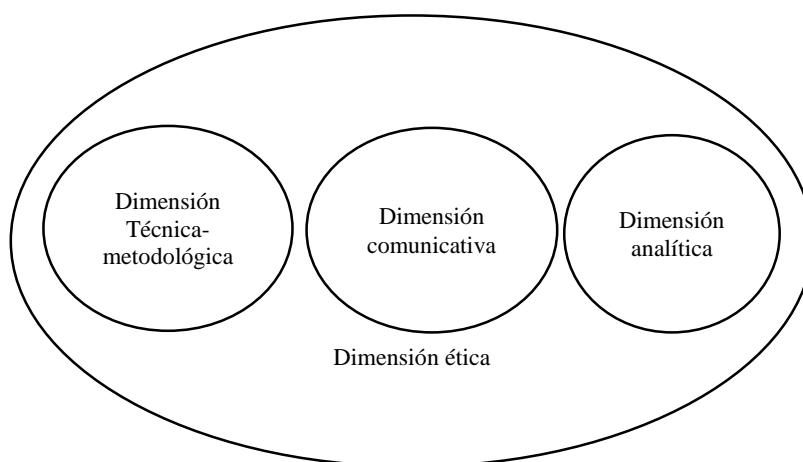 Dimensión
Técnica-
metodológica
Dimensión
comunicativa
Dimensión
analítica
Dimensión ética